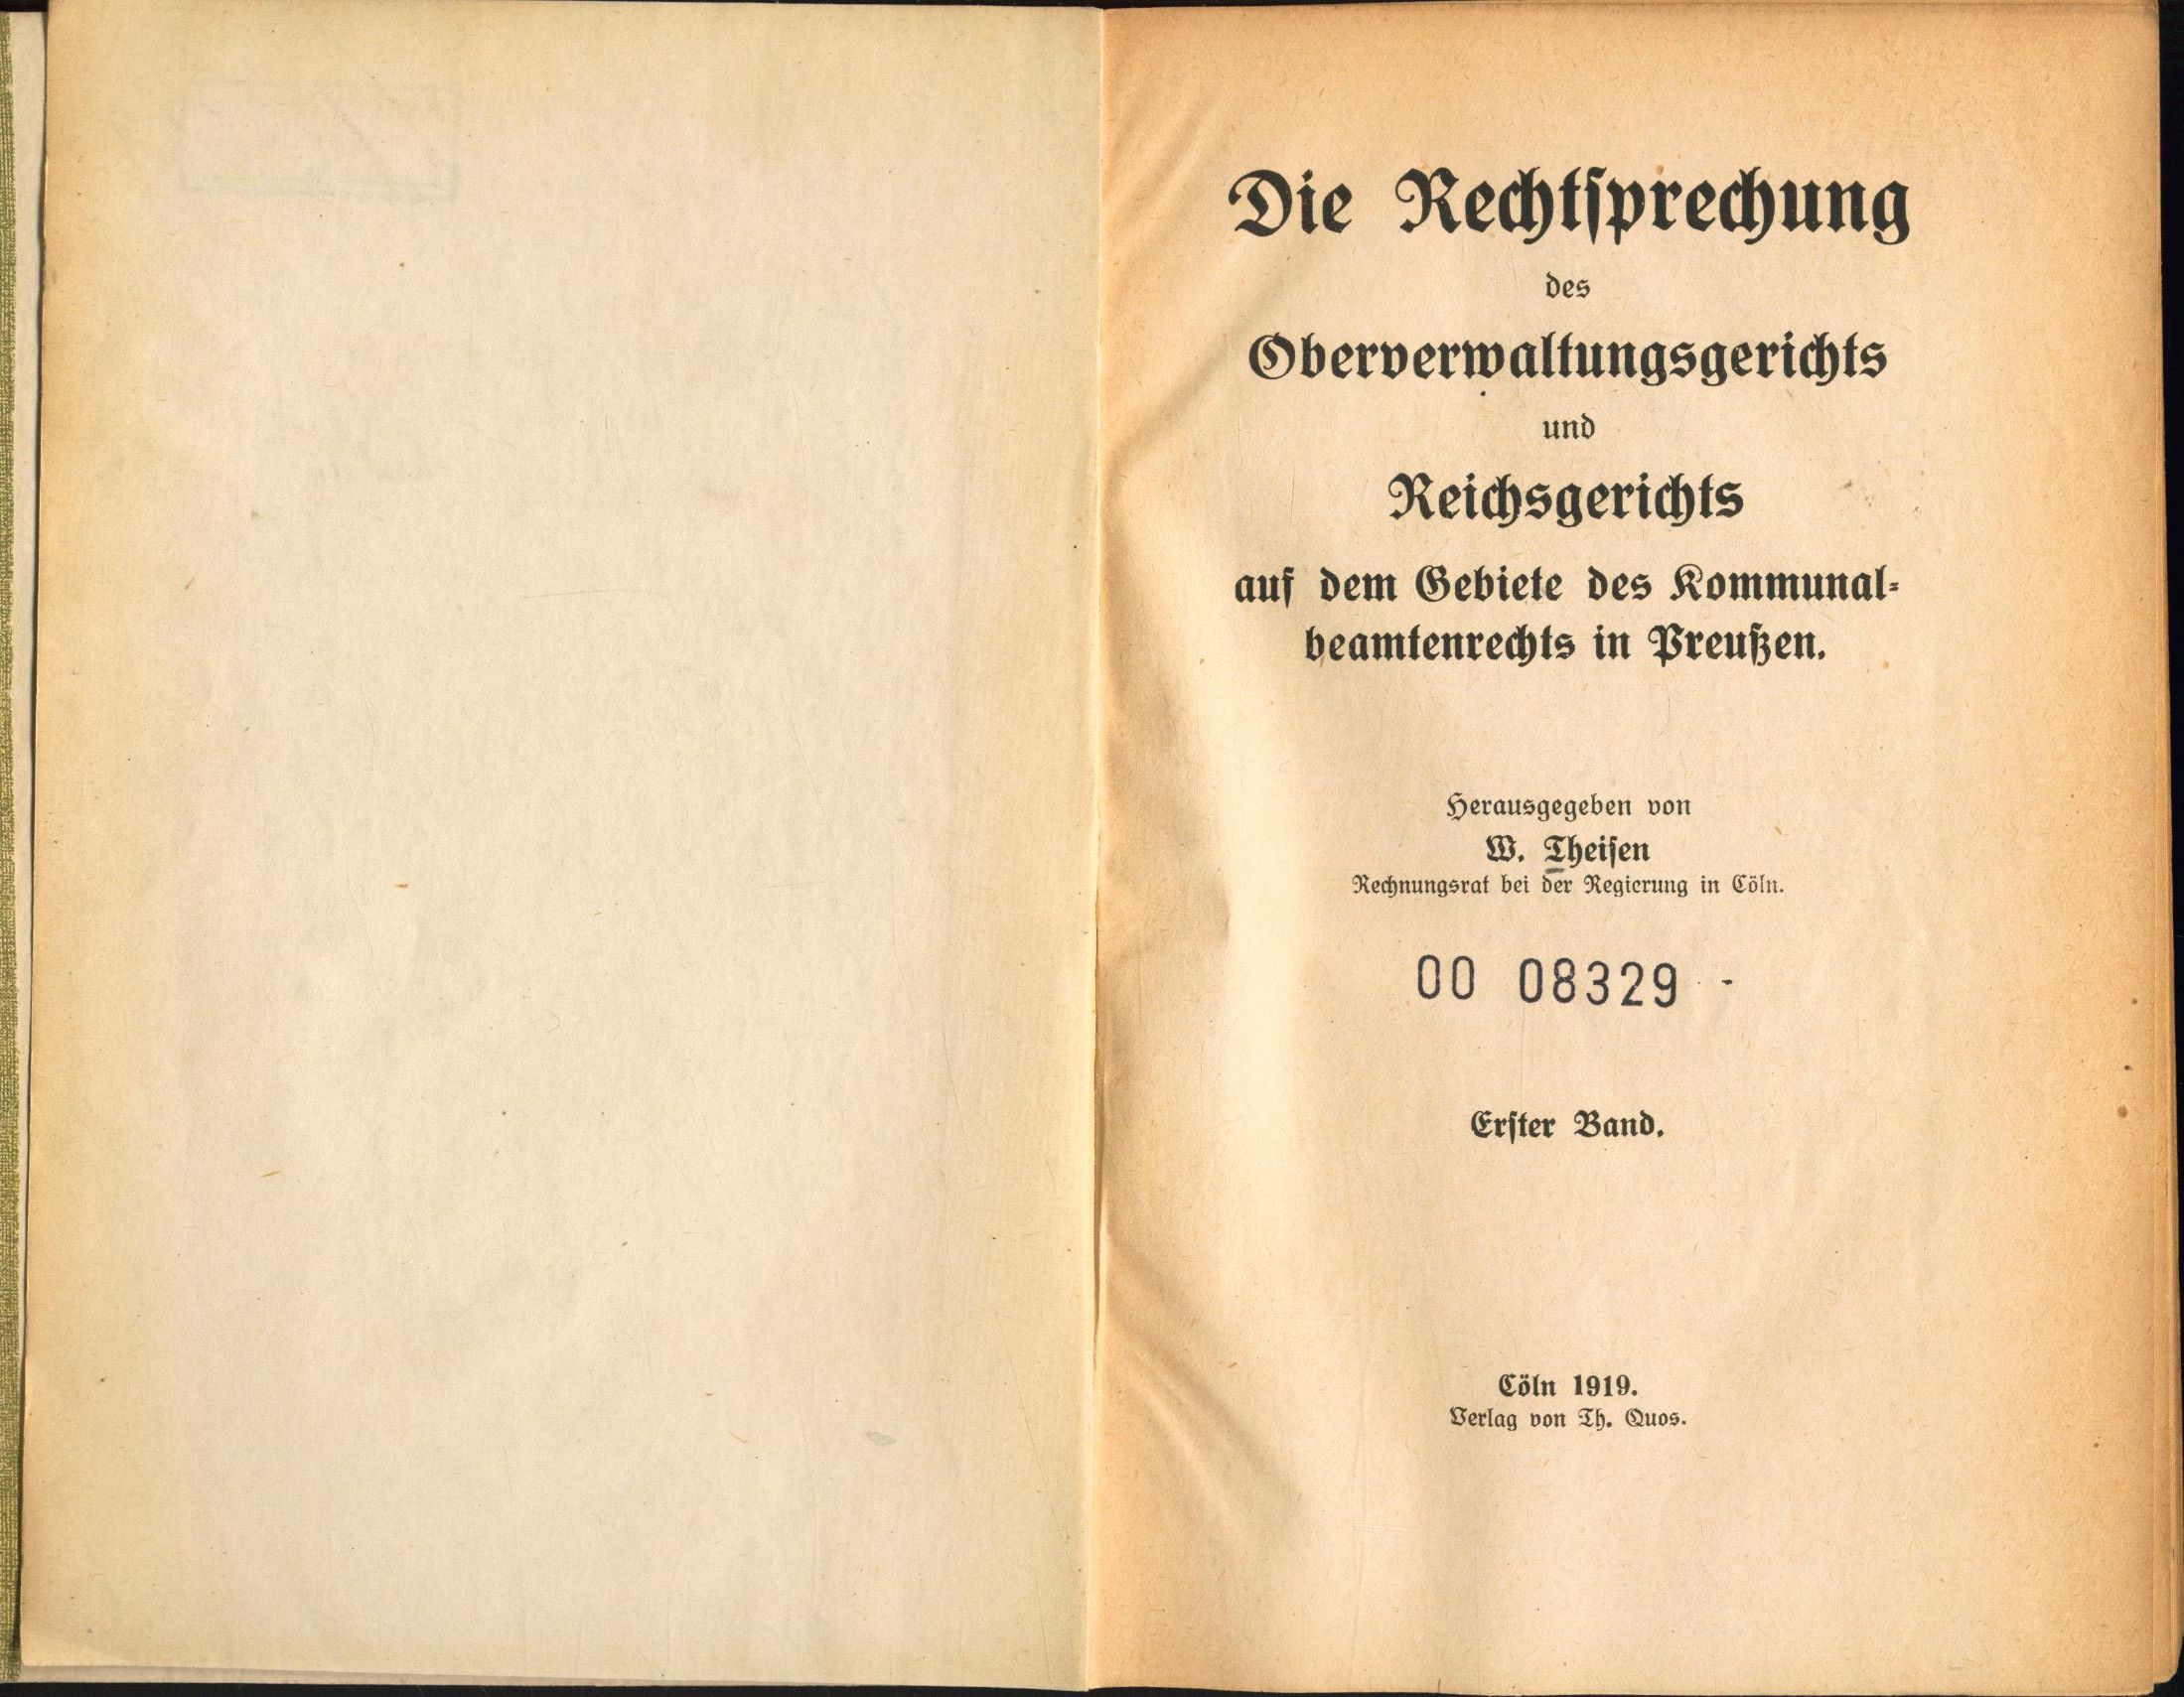 Die Rechtſprechung
des
Oberverwaltungsgerichts
und
Reichsgerichts
auf dem Gebiete des Kommunal-
beamtenrechts in Preußen.
Herausgegeben von
W. Theiſen
Rechnungsrat bei der Regierung in Cöln.
00 08329 -
Erſter Band.
Cöln 1919.
Verlag von Th. Quos.